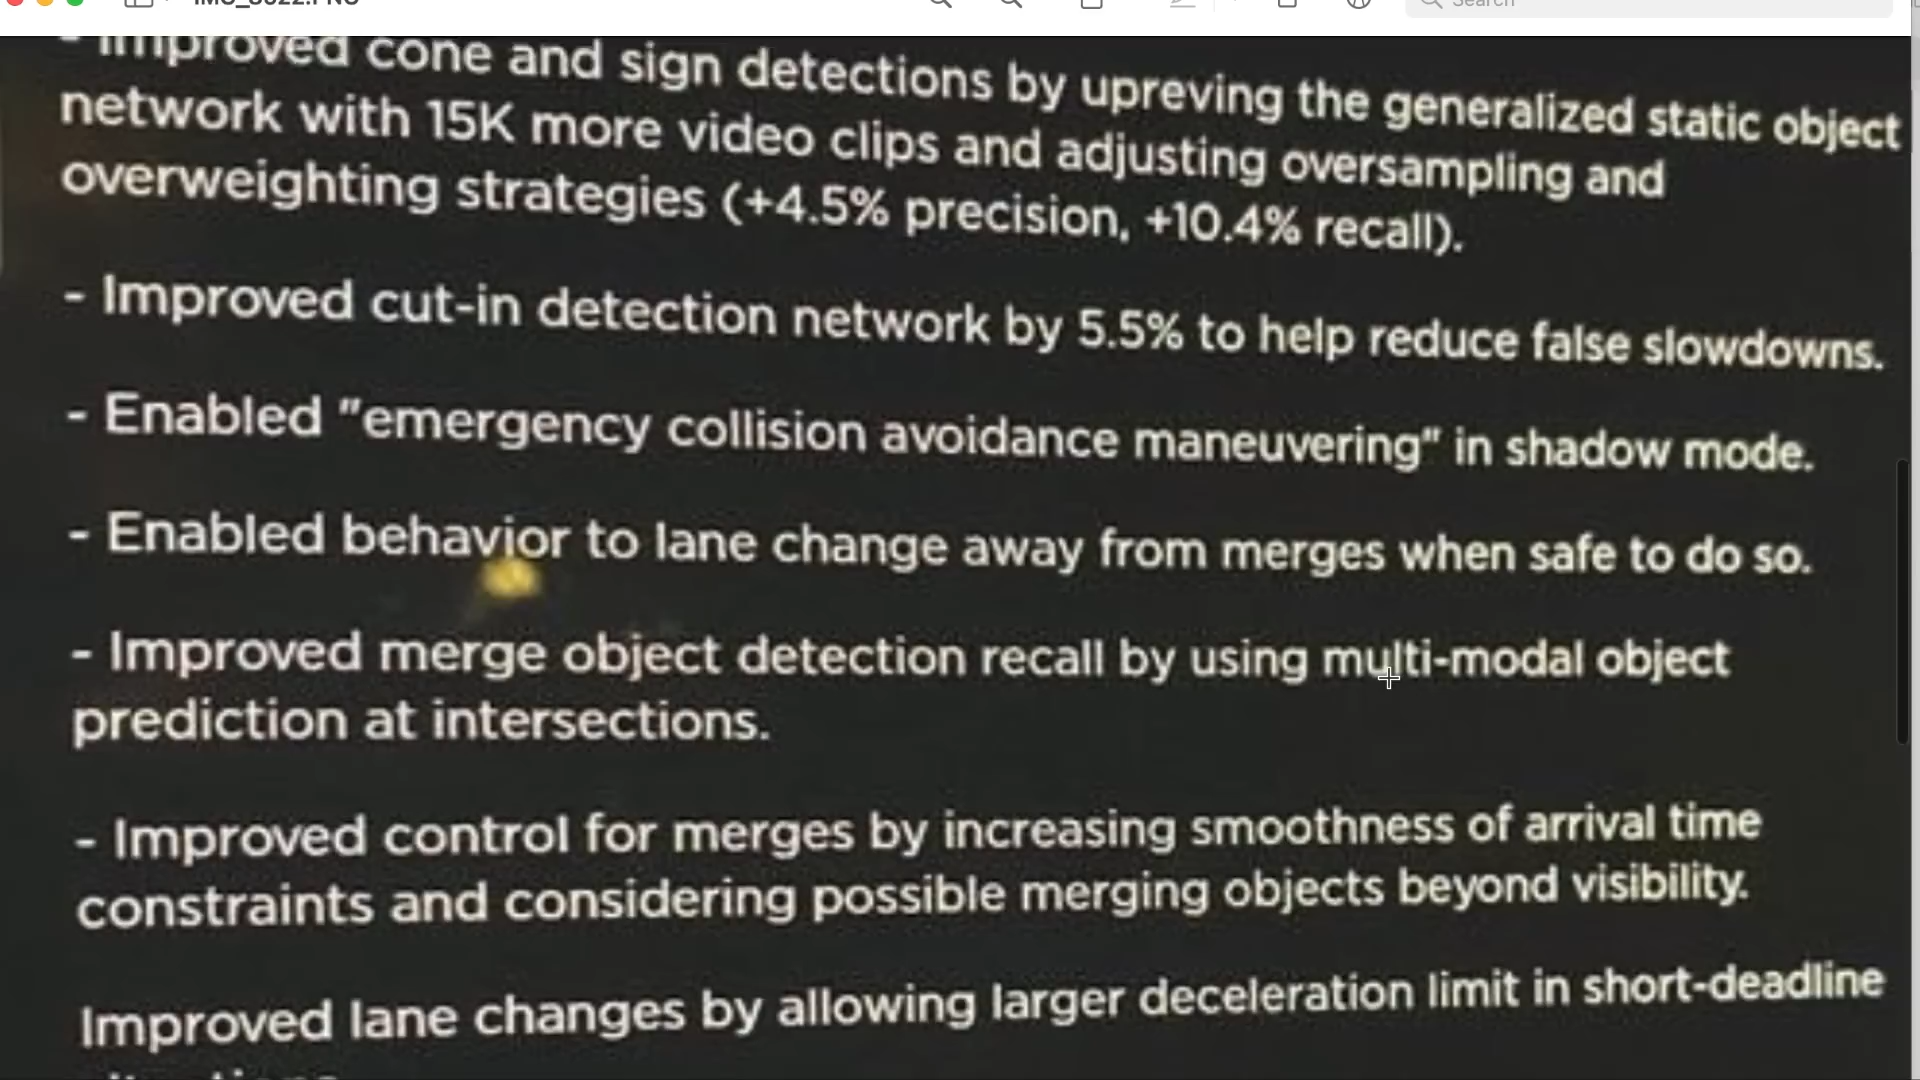 Search
- Improved cone and sign detections by upreving the generalized static object
network with 15K more video clips and adjusting oversampling and
overweighting strategies (+4.5% precision, +10.4% recall).
- Improved cut-in detection network by 5.5% to help reduce false slowdowns.
- Enabled "emergency collision avoidance maneuvering" in shadow mode.
- Enabled behavior to lane change away from merges when safe to do so.
- Improved merge object detection recall by using multi-modal object
prediction at intersections.
- Improved control for merges by increasing smoothness of arrival time
constraints and considering possible merging objects beyond visibility.
Improved lane changes by allowing larger deceleration limit in short-deadline